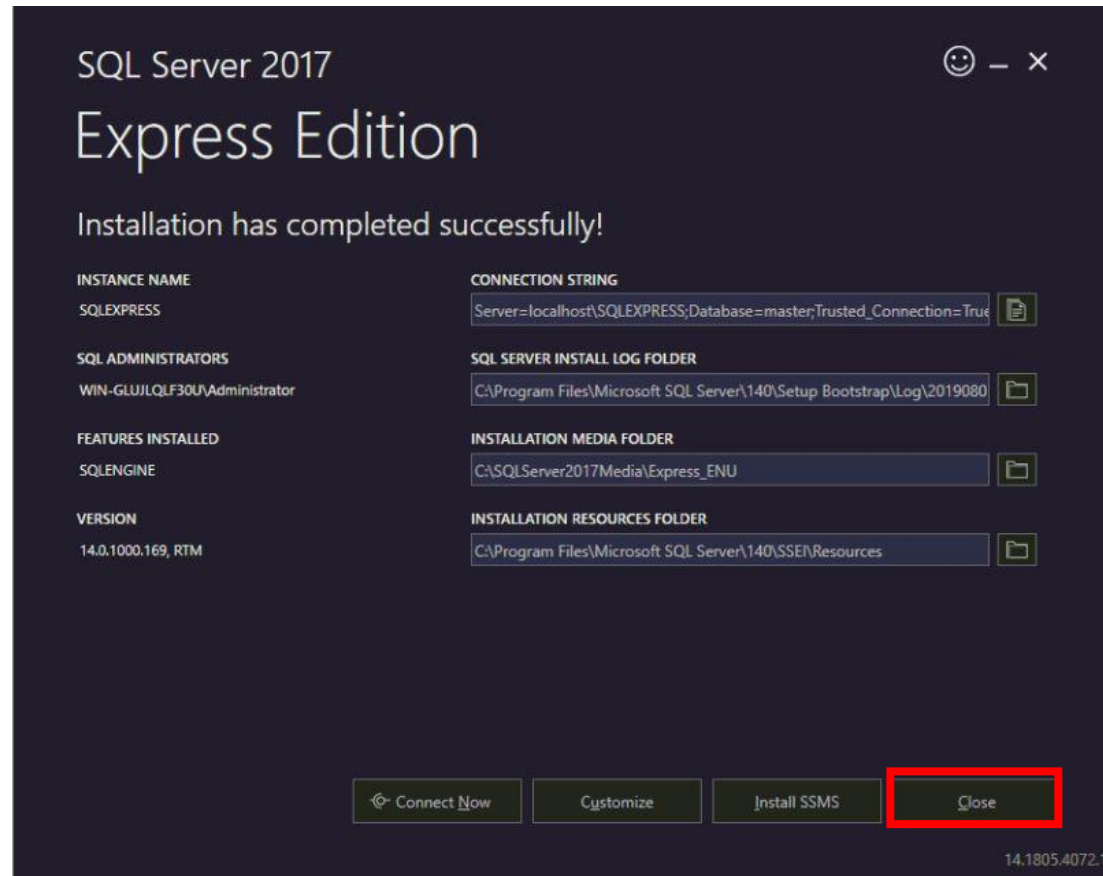 SQL Server 2017
Express Edition
Installation has completed successfully!
INSTANCE NAME
SQLEXPRESS
CONNECTION STRING
Server=localhost\SQLEXPRESS;Database=master;Trusted_Connection=True
SQL ADMINISTRATORS
WIN-GLUJLQLF30U\Administrator
SQL SERVER INSTALL LOG FOLDER
C:\Program Files\Microsoft SQL Server\140\Setup Bootstrap\Log\2019080
FEATURES INSTALLED
SQLENGINE
INSTALLATION MEDIA FOLDER
C:\SQLServer2017Media\Express_ENU
VERSION
14.0.1000.169, RTM
INSTALLATION RESOURCES FOLDER
C:\Program Files\Microsoft SQL Server\140\SSEI\Resources
Connect Now
Customize
Install SSMS
Close
14.1805.4072.1